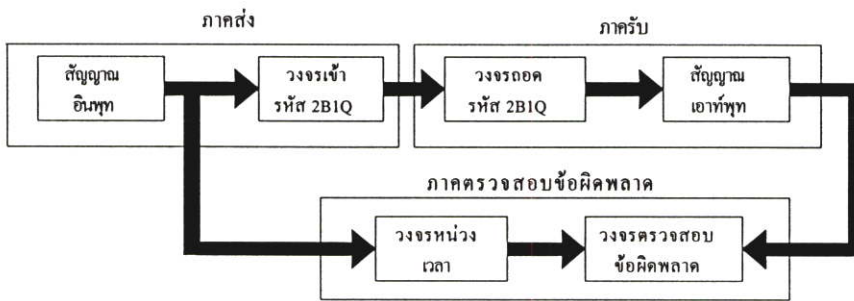 ภาคส่ง
ภาครับ
สัญญาณ
อินพุท
วงจรเข้า
รหัส 2B1Q
วงจรถอด
รหัส 2B1Q
สัญญาณ
เอาท์พุท
ภาคตรวจสอบข้อผิดพลาด
วงจรหน่วง
เวลา
วงจรตรวจสอบ
ข้อผิดพลาด